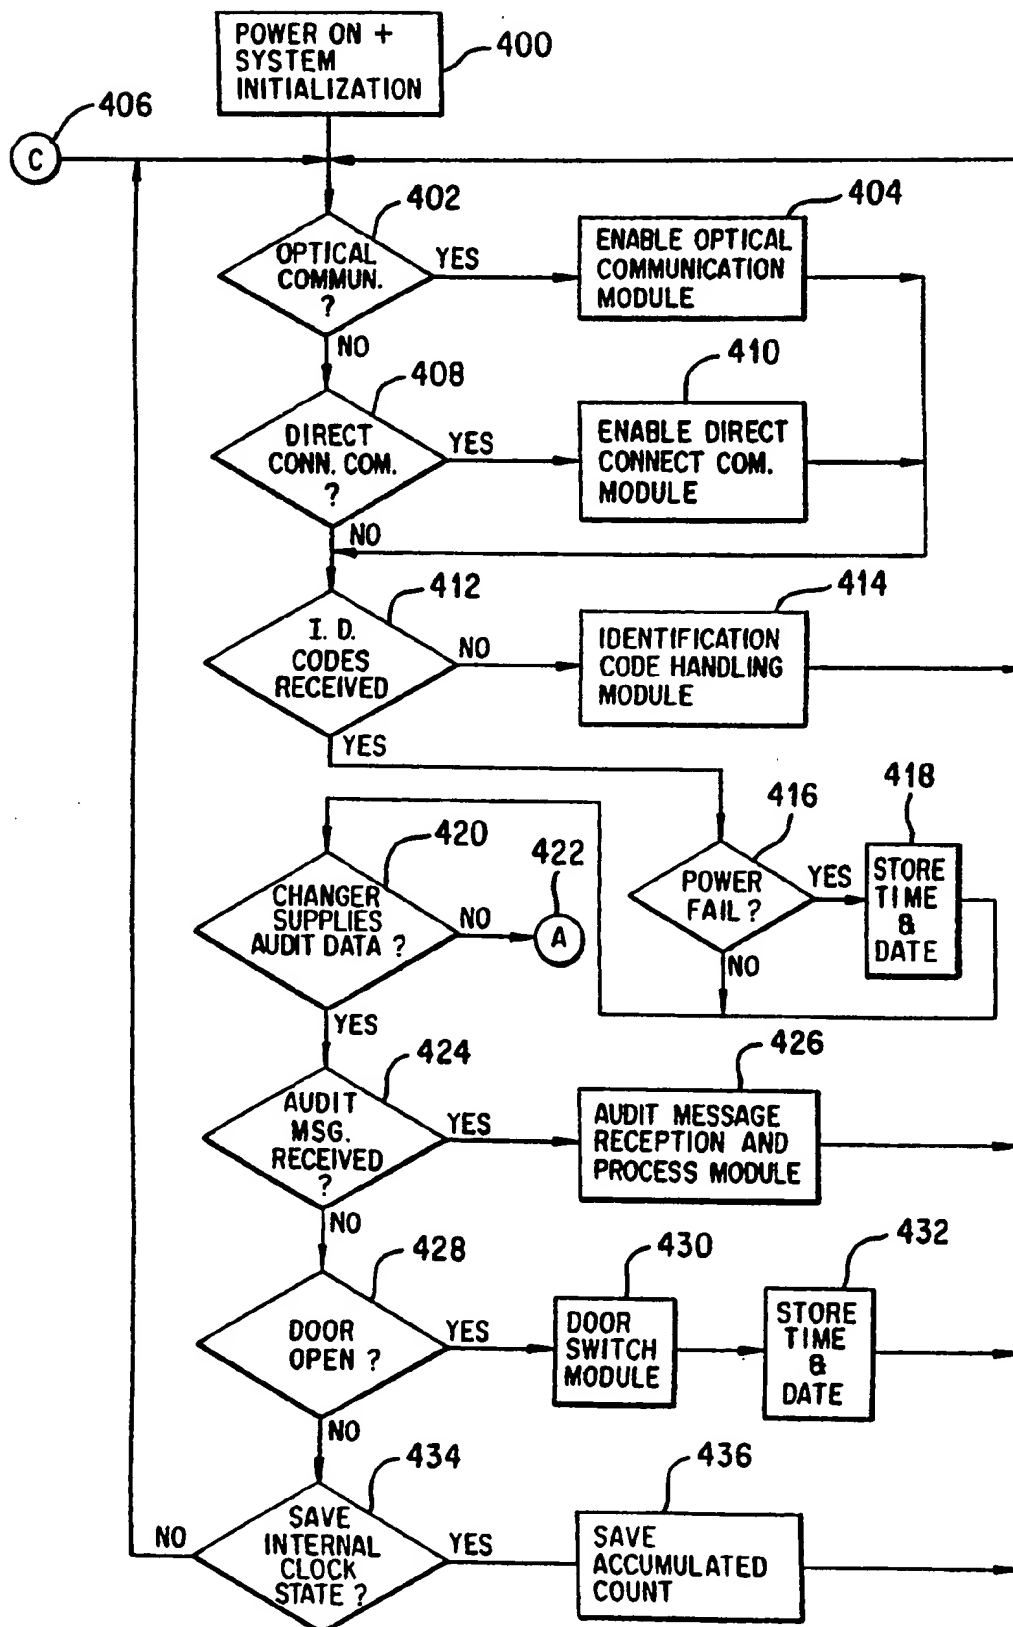 POWER ON +
SYSTEM
INITIALIZATION
400
406
C
402
OPTICAL
COMMUN.
?
YES
NO
404
ENABLE OPTICAL
COMMUNICATION
MODULE
408
DIRECT
CONN. COM.
?
YES
NO
410
ENABLE DIRECT
CONNECT COM.
MODULE
412
I. D.
CODES
RECEIVED
NO
YES
414
IDENTIFICATION
CODE HANDLING
MODULE
416
POWER
FAIL ?
YES
NO
418
STORE
TIME
&
DATE
420
CHANGER
SUPPLIES
AUDIT DATA ?
NO
YES
422
A
424
AUDIT
MSG.
RECEIVED
?
YES
NO
426
AUDIT MESSAGE
RECEPTION AND
PROCESS MODULE
428
DOOR
OPEN ?
YES
NO
430
DOOR
SWITCH
MODULE
432
STORE
TIME
&
DATE
434
SAVE
INTERNAL
CLOCK
STATE ?
NO
YES
436
SAVE
ACCUMULATED
COUNT